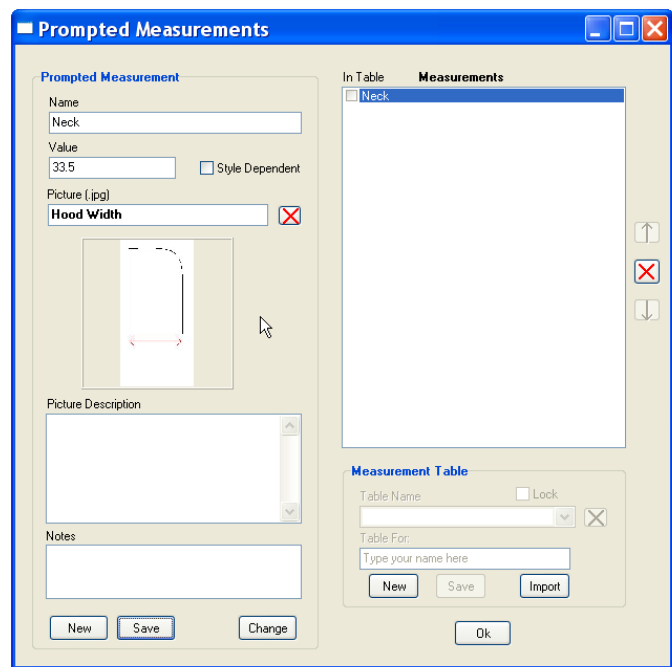 Prompted Measurements
Prompted Measurement
Name
Neck
Value
33.5
Style Dependent
Picture (.jpg)
Hood Width
Picture Description
Notes
New Save Change
In Table Measurements
Neck
Measurement Table
Table Name Lock
Table For:
Type your name here
New Save Import
Ok